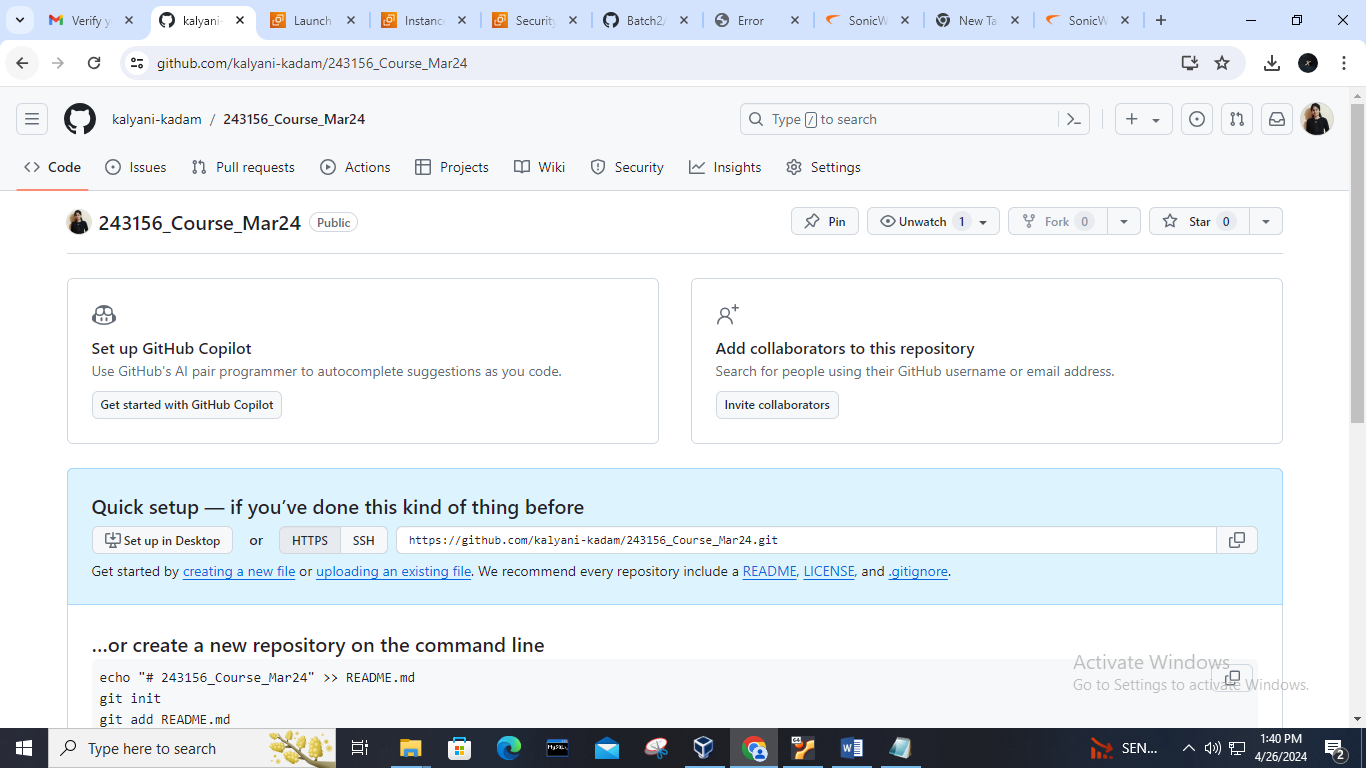 Verify y
kalyani-
Launch
Instance
Security
Batch2/
Error
SonicW
New Ta
SonicW
github.com/kalyani-kadam/243156_Course_Mar24
kalyani-kadam / 243156_Course_Mar24
Type / to search
Code Issues Pull requests Actions Projects Wiki Security Insights Settings
243156_Course_Mar24 Public
Pin Unwatch 1 Fork 0 Star 0
Set up GitHub Copilot
Use GitHub's AI pair programmer to autocomplete suggestions as you code.
Get started with GitHub Copilot
Add collaborators to this repository
Search for people using their GitHub username or email address.
Invite collaborators
Quick setup — if you’ve done this kind of thing before
Set up in Desktop or HTTPS SSH https://github.com/kalyani-kadam/243156_Course_Mar24.git
Get started by creating a new file or uploading an existing file. We recommend every repository include a README, LICENSE, and .gitignore.
…or create a new repository on the command line
echo "# 243156_Course_Mar24" >> README.md
git init
git add README.md
Activate Windows
Go to Settings to activate Windows.
Type here to search
MySQL
SEN...
1:40 PM
4/26/2024
2